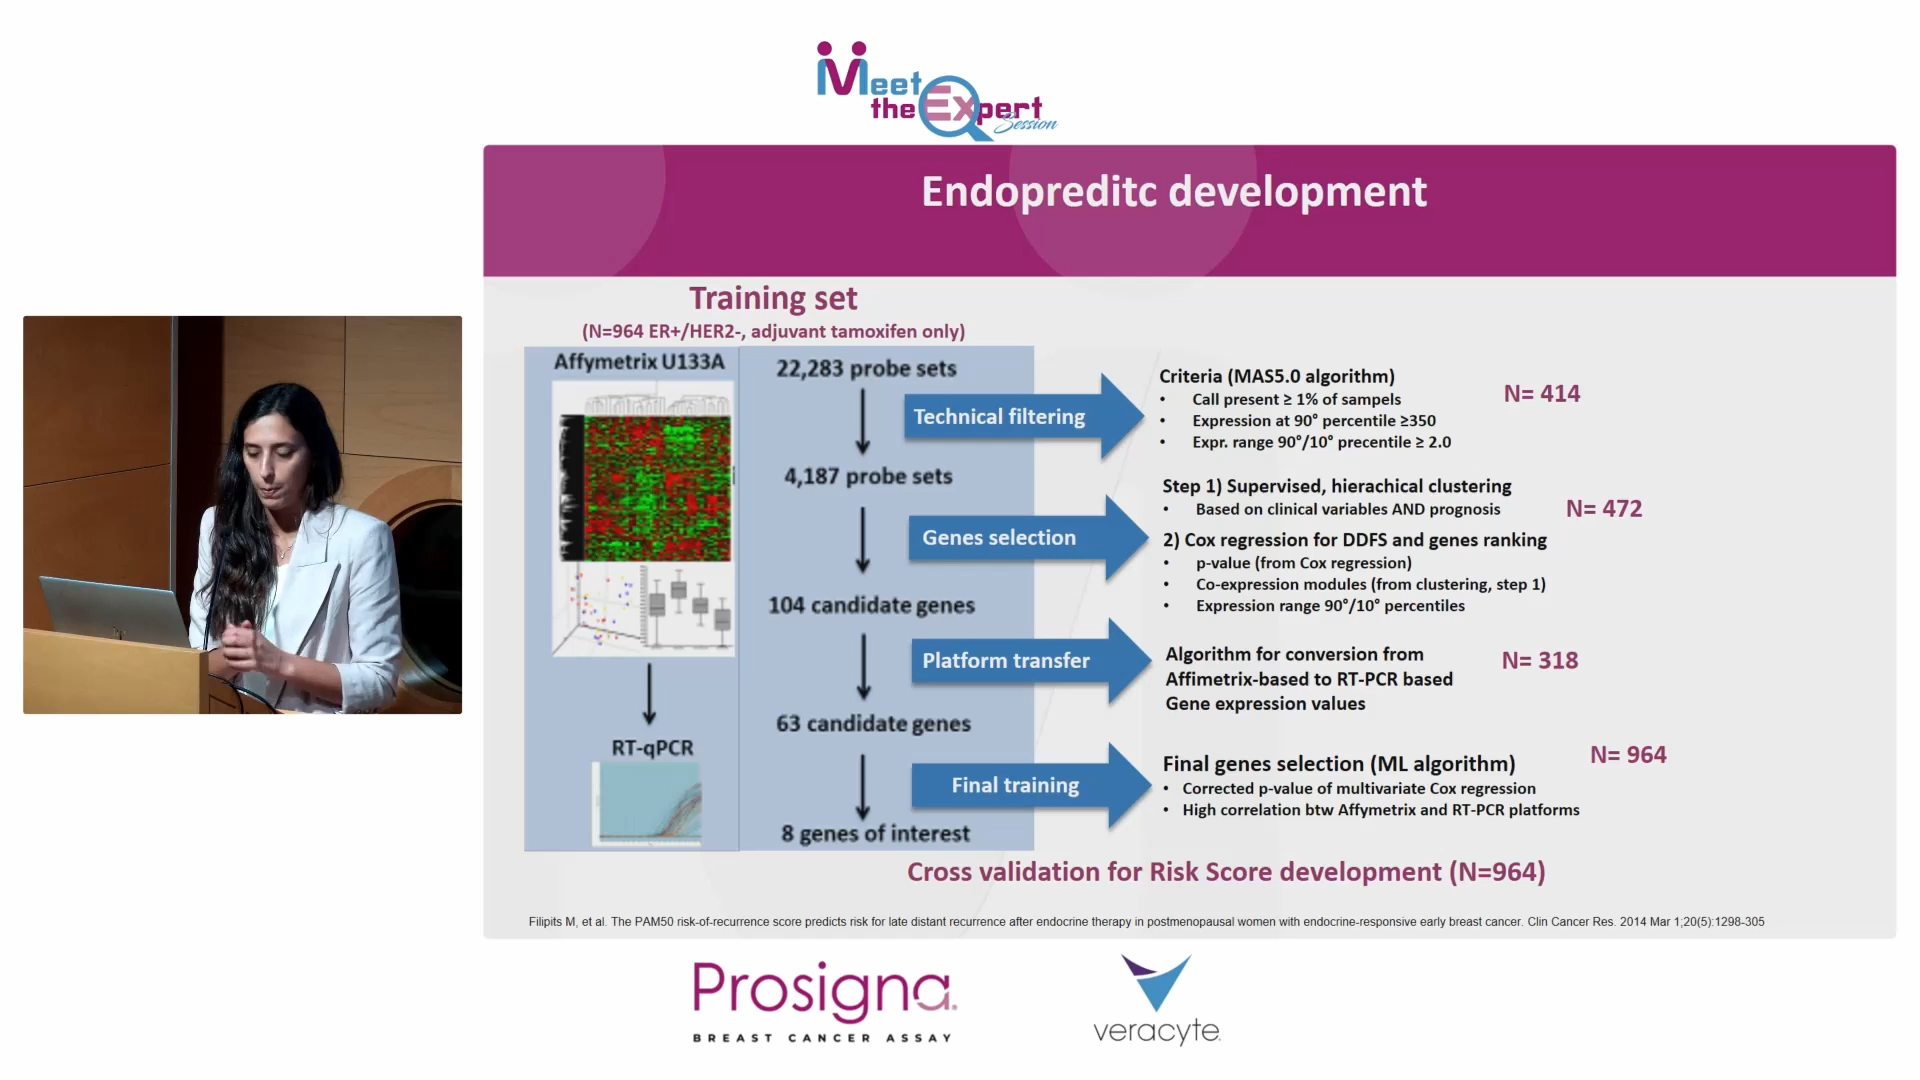 Meet
the Expert
Session
Endopreditc development
Training set
(N=964 ER+/HER2-, adjuvant tamoxifen only)
Affymetrix U133A
RT-qPCR
22,283 probe sets
4,187 probe sets
104 candidate genes
63 candidate genes
8 genes of interest
Technical filtering
Criteria (MAS5.0 algorithm)
• Call present ≥ 1% of sampels
• Expression at 90° percentile ≥350
• Expr. range 90°/10° precentile ≥ 2.0
N= 414
Genes selection
Step 1) Supervised, hierachical clustering
• Based on clinical variables AND prognosis
2) Cox regression for DDFS and genes ranking
• p-value (from Cox regression)
• Co-expression modules (from clustering, step 1)
• Expression range 90°/10° percentiles
N= 472
Platform transfer
Algorithm for conversion from
Affimetrix-based to RT-PCR based
Gene expression values
N= 318
Final training
Final genes selection (ML algorithm)
• Corrected p-value of multivariate Cox regression
• High correlation btw Affymetrix and RT-PCR platforms
N= 964
Cross validation for Risk Score development (N=964)
Filipits M, et al. The PAM50 risk-of-recurrence score predicts risk for late distant recurrence after endocrine therapy in postmenopausal women with endocrine-responsive early breast cancer. Clin Cancer Res. 2014 Mar 1;20(5):1298-305
Prosigna.
BREAST CANCER ASSAY
veracyte.